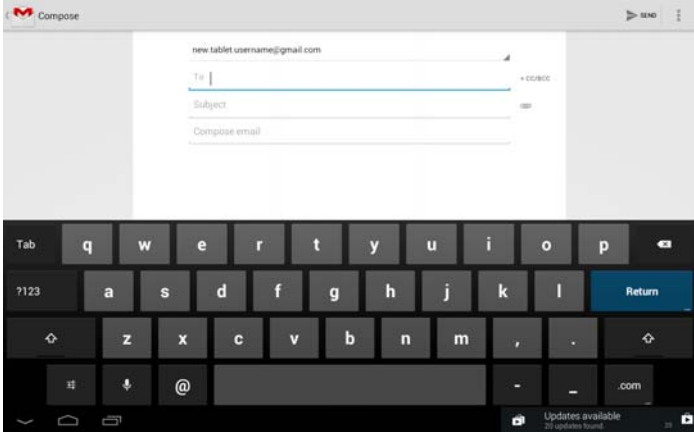 Compose
SEND
new.tablet.username@gmail.com
To
+ CC/BCC
Subject
Compose email
Tab q w e r t y u i o p
?123 a s d f g h j k l Return
z x c v b n m , .
@ - _ .com
Updates available
20 updates found.